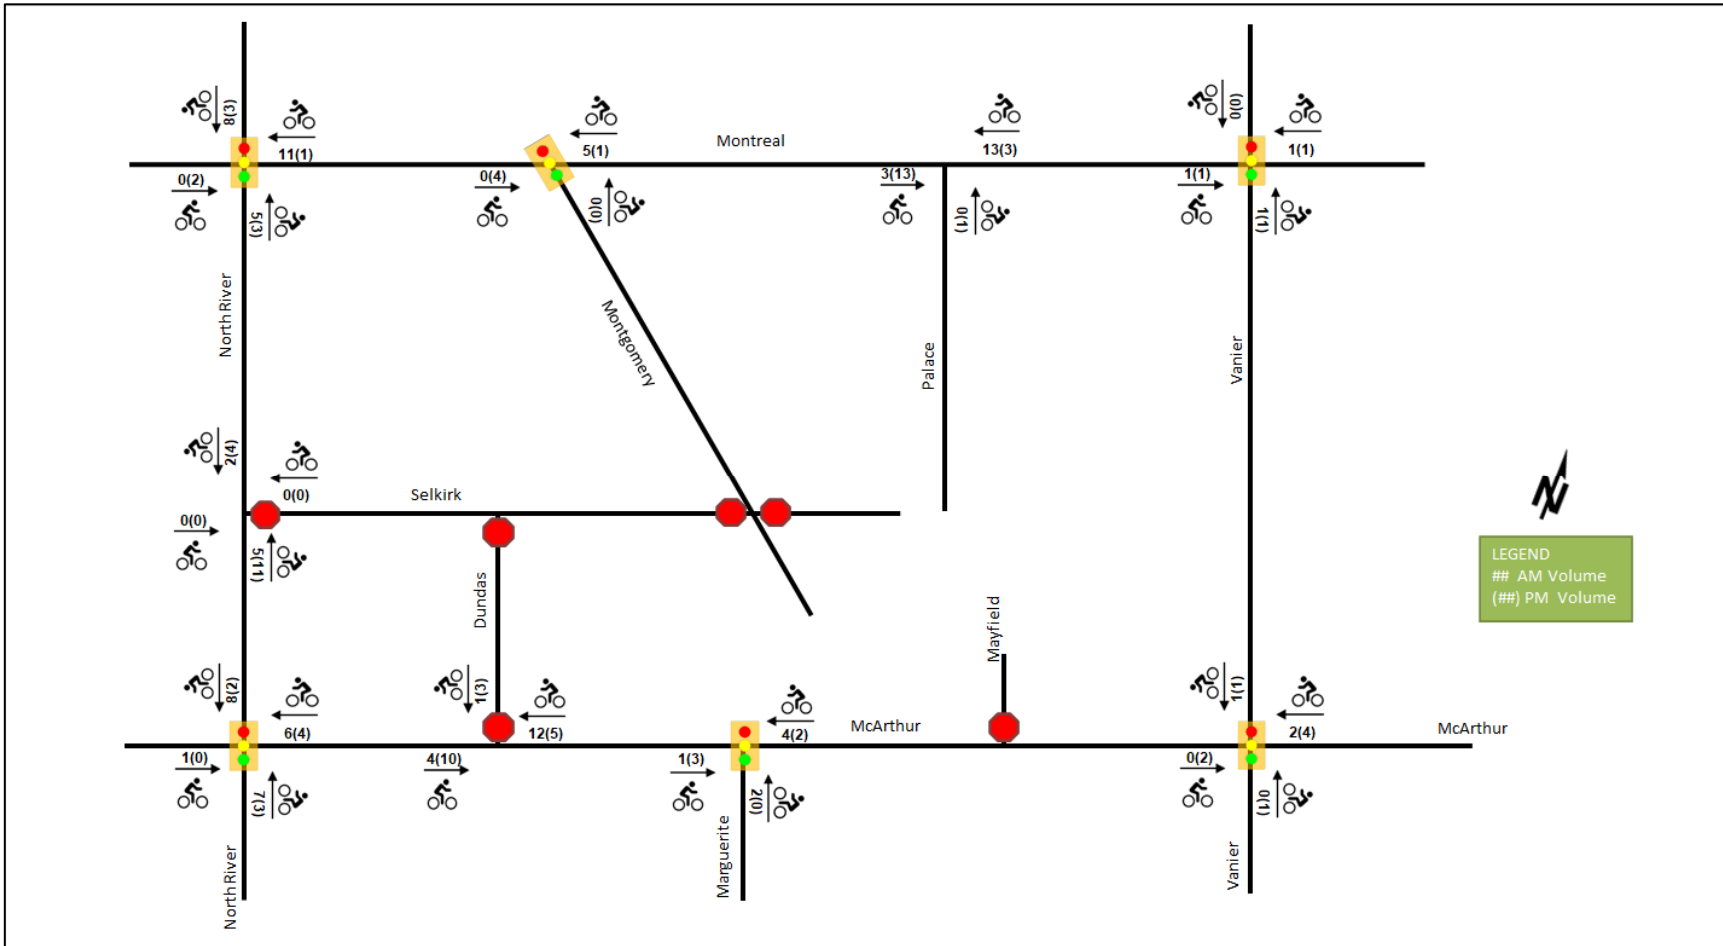 8(3)
11(1)
0(2)
5(3)
0(4)
5(1)
0(0)
Montreal
13(3)
3(13)
0(1)
0(0)
1(1)
1(1)
1(1)
North River
Montgomery
Palace
Vanier
2(4)
0(0)
Selkirk
0(0)
5(11)
Dundas
Mayfield
LEGEND
## AM Volume
(##) PM Volume
8(2)
6(4)
1(0)
7(3)
1(3)
12(5)
4(10)
4(2)
1(3)
2(0)
McArthur
1(1)
2(4)
0(2)
0(1)
McArthur
North River
Marguerite
Vanier
N